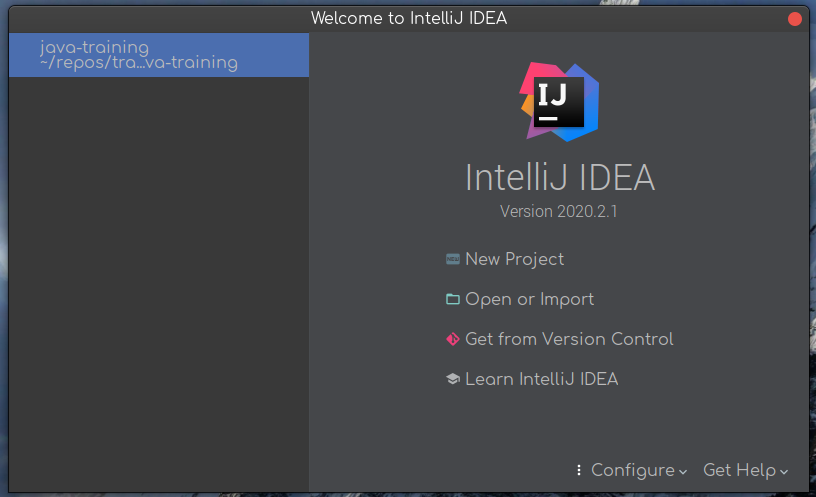 Welcome to IntelliJ IDEA
java-training
~/repos/tra...va-training
IJ
IntelliJ IDEA
Version 2020.2.1
NEW New Project
Open or Import
Get from Version Control
Learn IntelliJ IDEA
Configure
Get Help